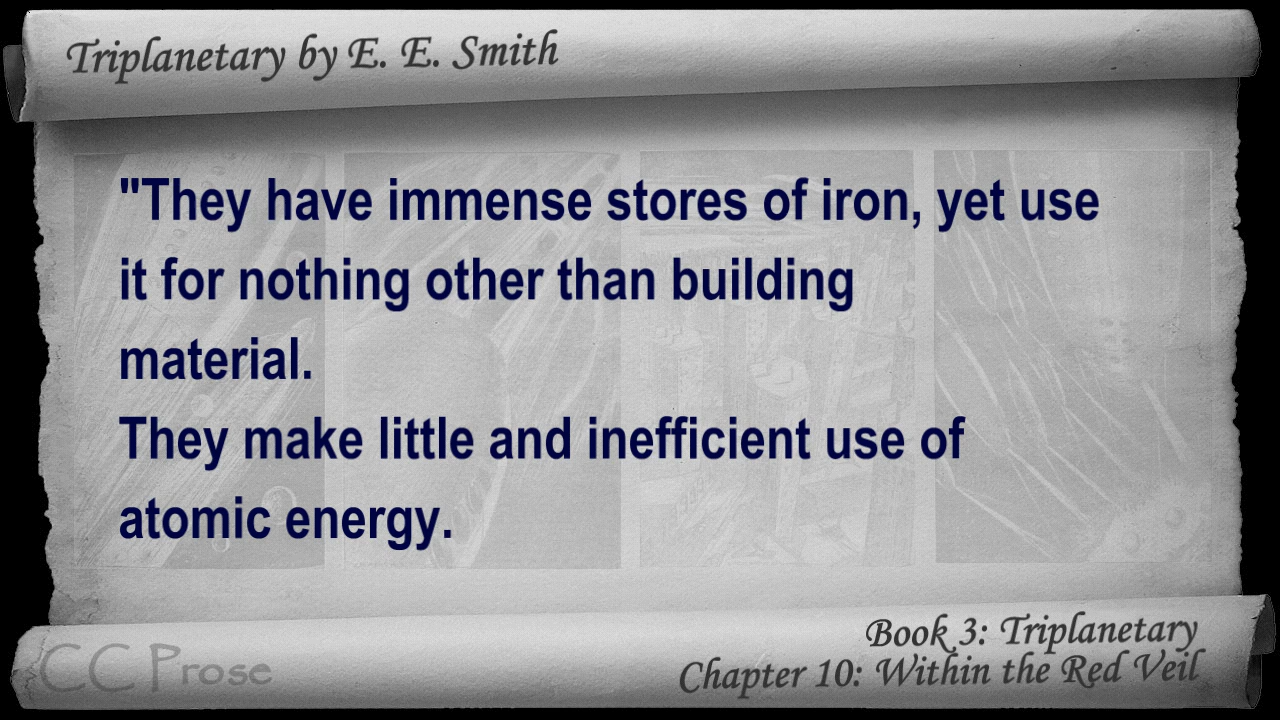 Triplanetary by E. E. Smith
"They have immense stores of iron, yet use
it for nothing other than building
material.
They make little and inefficient use of
atomic energy.
Book 3: Triplanetary
Chapter 10: Within the Red Veil
CC Prose